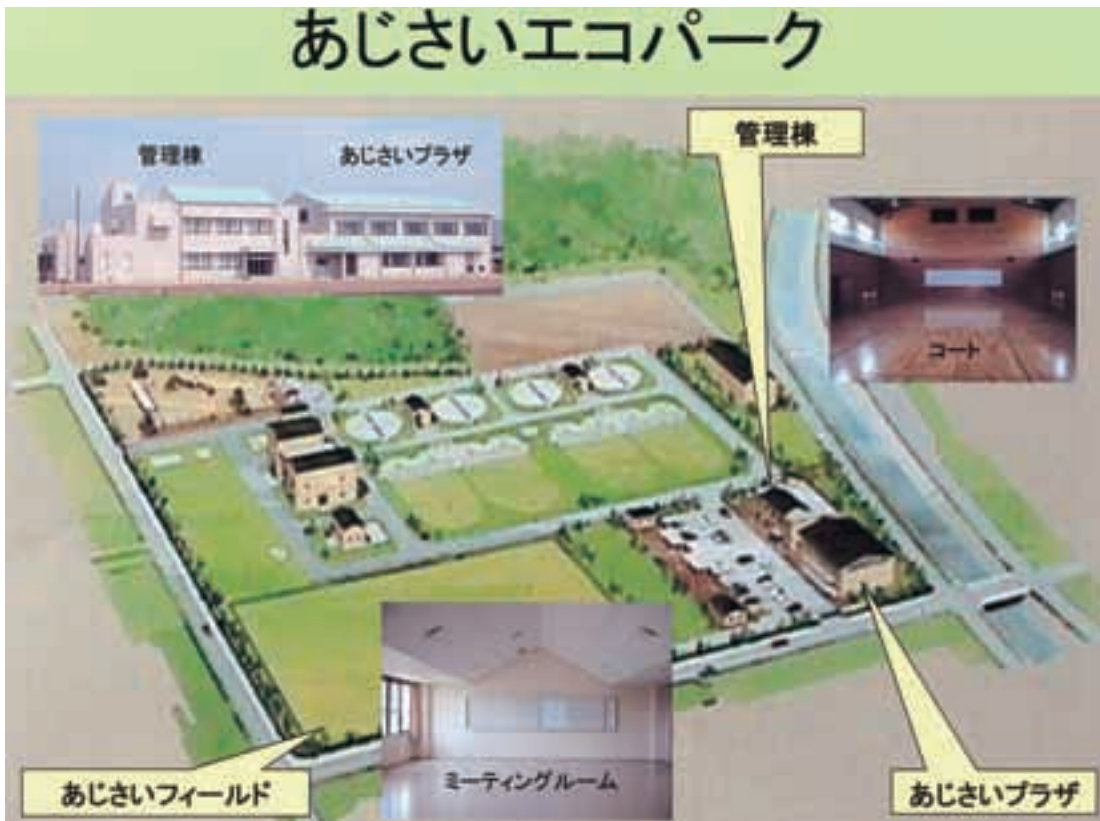 あじさいエコパーク
管理棟
あじさいプラザ
管理棟
コート
ミーティングルーム
あじさいフィールド
あじさいプラザ